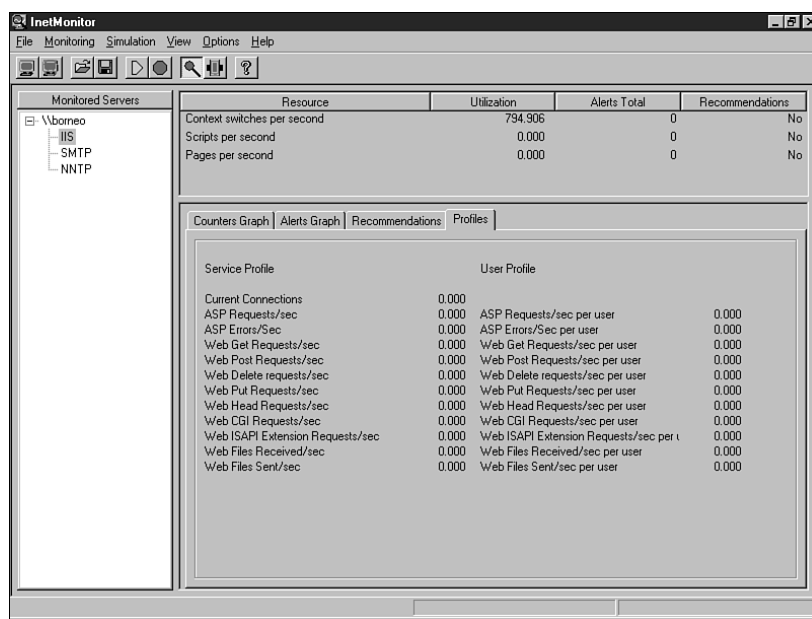 InetMonitor
File Monitoring Simulation View Options Help
Monitored Servers
\\borneo
IIS
SMTP
NNTP
Resource Utilization Alerts Total Recommendations
Context switches per second 794.906 0 No
Scripts per second 0.000 0 No
Pages per second 0.000 0 No
Counters Graph Alerts Graph Recommendations Profiles
Service Profile User Profile
Current Connections 0.000
ASP Requests/sec 0.000 ASP Requests/sec per user 0.000
ASP Errors/Sec 0.000 ASP Errors/Sec per user 0.000
Web Get Requests/sec 0.000 Web Get Requests/sec per user 0.000
Web Post Requests/sec 0.000 Web Post Requests/sec per user 0.000
Web Delete requests/sec 0.000 Web Delete requests/sec per user 0.000
Web Put Requests/sec 0.000 Web Put Requests/sec per user 0.000
Web Head Requests/sec 0.000 Web Head Requests/sec per user 0.000
Web CGI Requests/sec 0.000 Web CGI Requests/sec per user 0.000
Web ISAPI Extension Requests/sec 0.000 Web ISAPI Extension Requests/sec per u 0.000
Web Files Received/sec 0.000 Web Files Received/sec per user 0.000
Web Files Sent/sec 0.000 Web Files Sent/sec per user 0.000